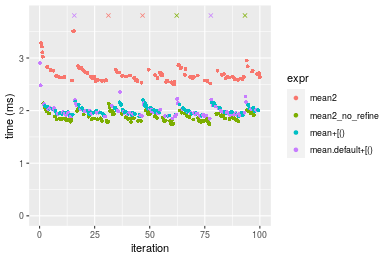 time (ms)
3
2
1
0
0
25
50
75
100
iteration
expr
mean2
mean2_no_refine
mean+[()
mean.default+[()